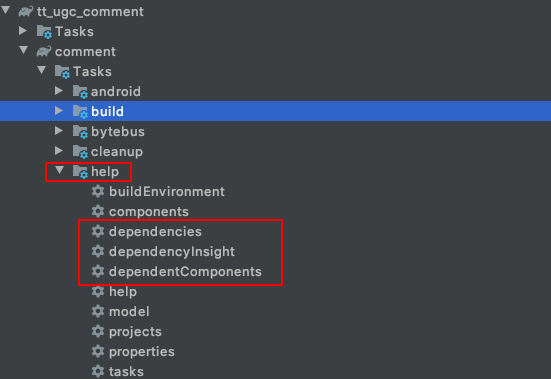 tt_ugc_comment
Tasks
comment
Tasks
android
build
bytebus
cleanup
help
buildEnvironment
components
dependencies
dependencyInsight
dependentComponents
help
model
projects
properties
tasks